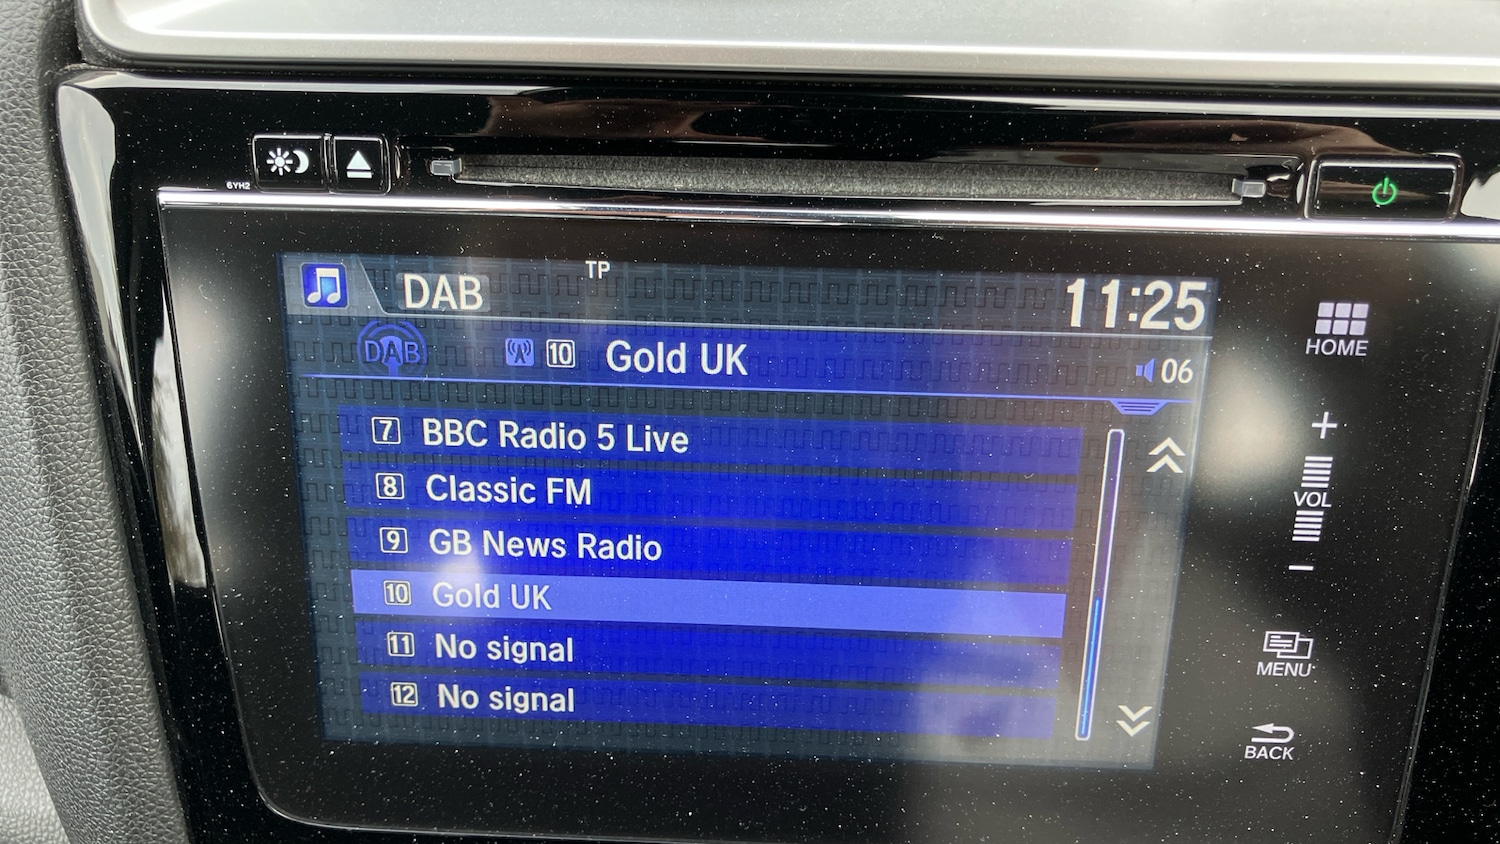 6YH2
TP
DAB
11:25
DAB
10 Gold UK
06
7 BBC Radio 5 Live
8 Classic FM
9 GB News Radio
10 Gold UK
11 No signal
12 No signal
HOME
+
VOL
−
MENU
BACK